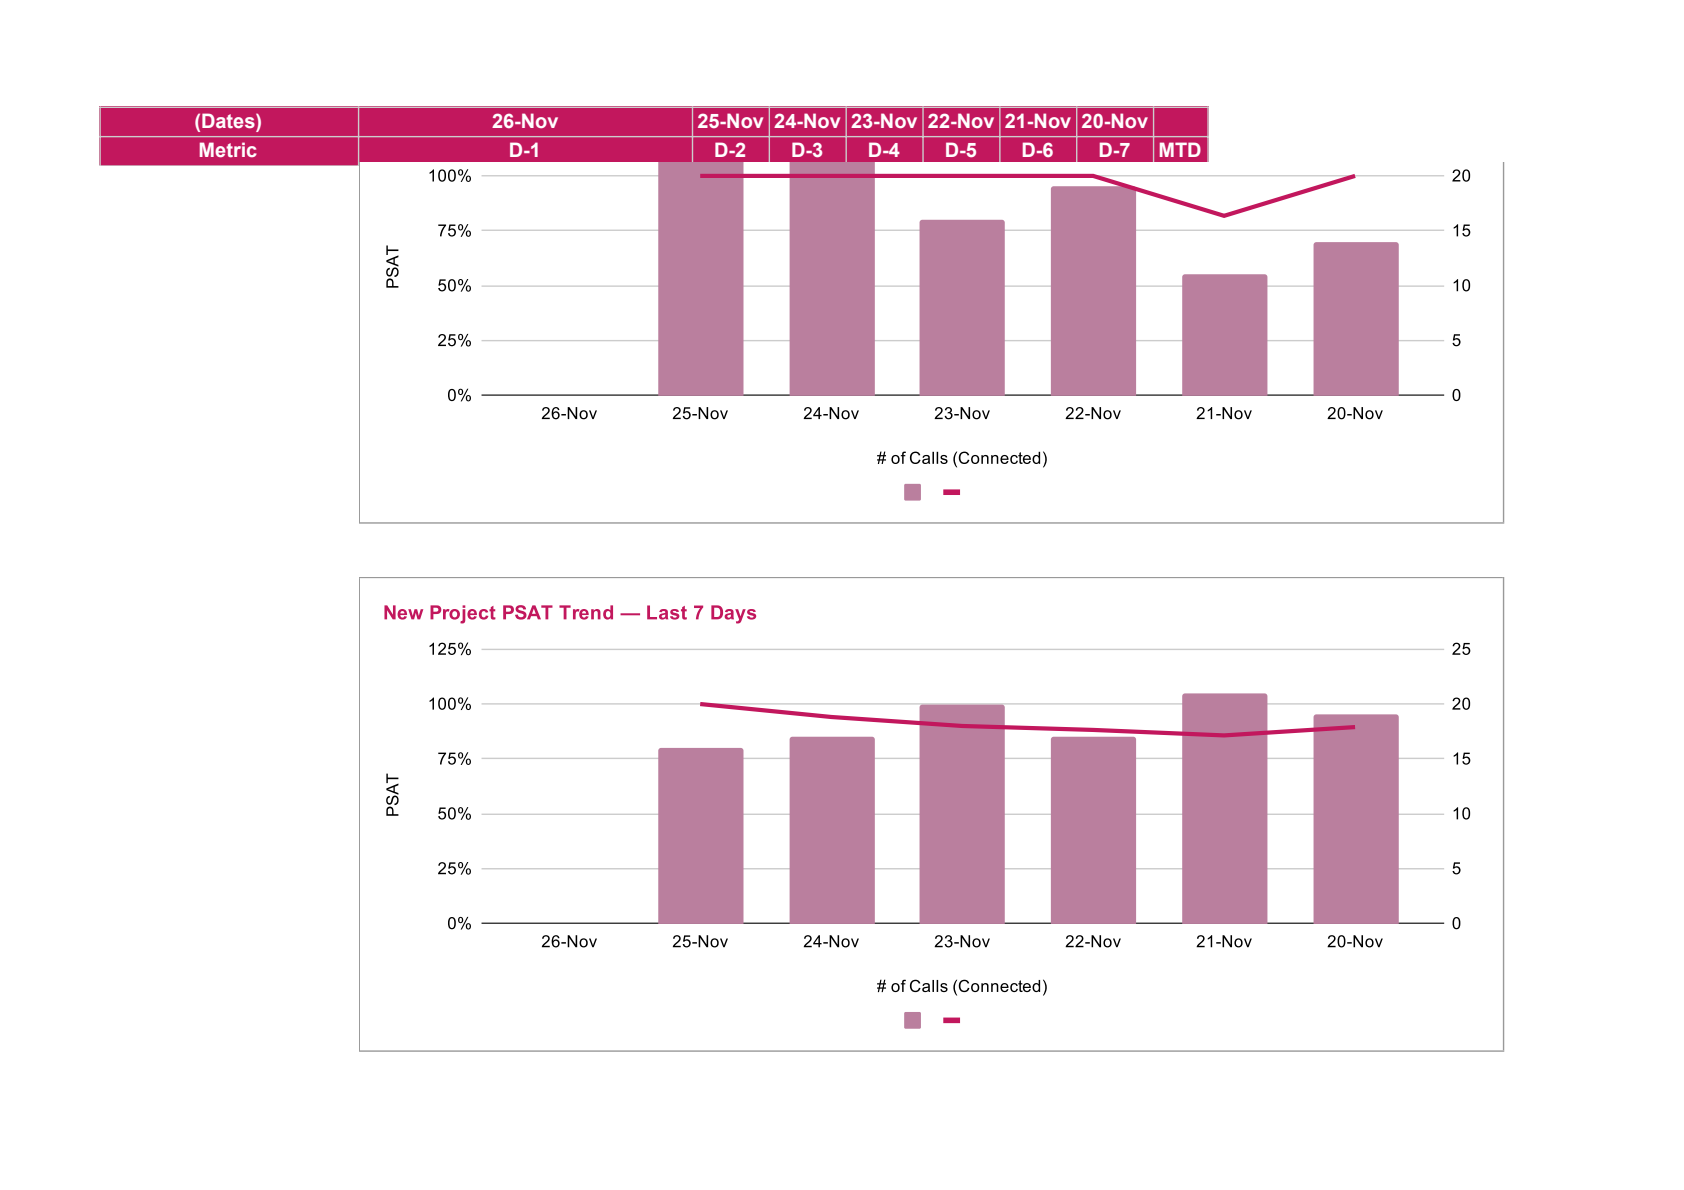 (Dates) 26-Nov 25-Nov 24-Nov 23-Nov 22-Nov 21-Nov 20-Nov
Metric D-1 D-2 D-3 D-4 D-5 D-6 D-7 MTD
100% 20
75% 15
PSAT
50% 10
25% 5
0% 0
26-Nov 25-Nov 24-Nov 23-Nov 22-Nov 21-Nov 20-Nov
# of Calls (Connected)
New Project PSAT Trend — Last 7 Days
125% 25
100% 20
75% 15
PSAT
50% 10
25% 5
0% 0
26-Nov 25-Nov 24-Nov 23-Nov 22-Nov 21-Nov 20-Nov
# of Calls (Connected)